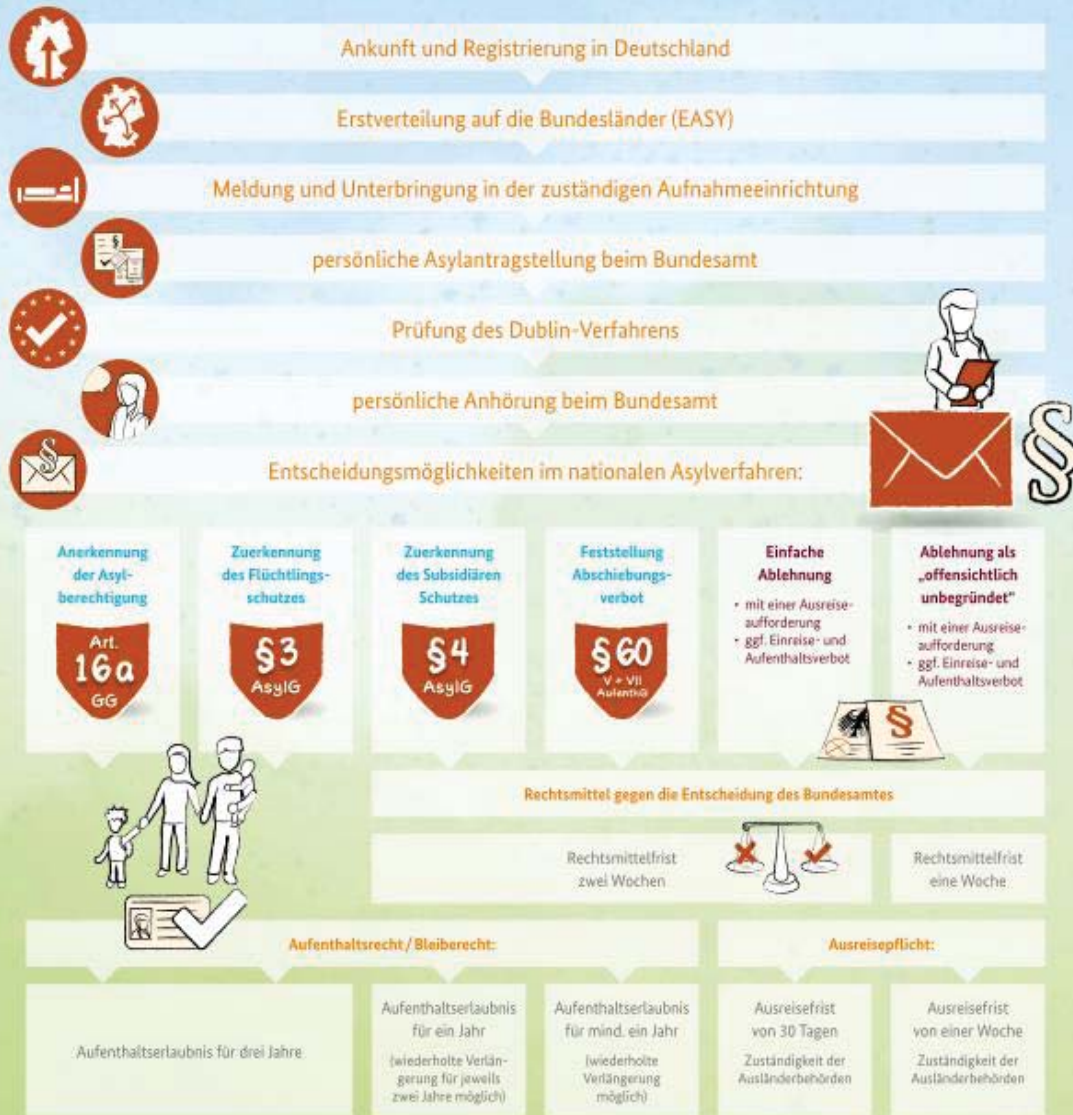 Ankunft und Registrierung in Deutschland
Erstverteilung auf die Bundesländer (EASY)
Meldung und Unterbringung in der zuständigen Aufnahmeeinrichtung
persönliche Asylantragstellung beim Bundesamt
Prüfung des Dublin-Verfahrens
persönliche Anhörung beim Bundesamt
Entscheidungsmöglichkeiten im nationalen Asylverfahren:
§
§
§
Anerkennung
der Asyl-
berechtigung
Art.
16a
GG
Zuerkennung
des Flüchtlings-
schutzes
§3
AsylG
Zuerkennung
des Subsidiären
Schutzes
§4
AsylG
Feststellung
Abschiebungs-
verbot
§60
V + VII
AufenthG
Einfache
Ablehnung
• mit einer Ausreise-
aufforderung
• ggf. Einreise- und
Aufenthaltsverbot
Ablehnung als
„offensichtlich
unbegründet“
• mit einer Ausreise-
aufforderung
• ggf. Einreise- und
Aufenthaltsverbot
§
Rechtsmittel gegen die Entscheidung des Bundesamtes
Rechtsmittelfrist
zwei Wochen
Rechtsmittelfrist
eine Woche
Aufenthaltsrecht / Bleiberecht:
Ausreisepflicht:
Aufenthaltserlaubnis für drei Jahre
Aufenthaltserlaubnis
für ein Jahr
(wiederholte Verlän-
gerung für jeweils
zwei Jahre möglich)
Aufenthaltserlaubnis
für mind. ein Jahr
(wiederholte
Verlängerung
möglich)
Ausreisefrist
von 30 Tagen
Zuständigkeit der
Ausländerbehörden
Ausreisefrist
von einer Woche
Zuständigkeit der
Ausländerbehörden